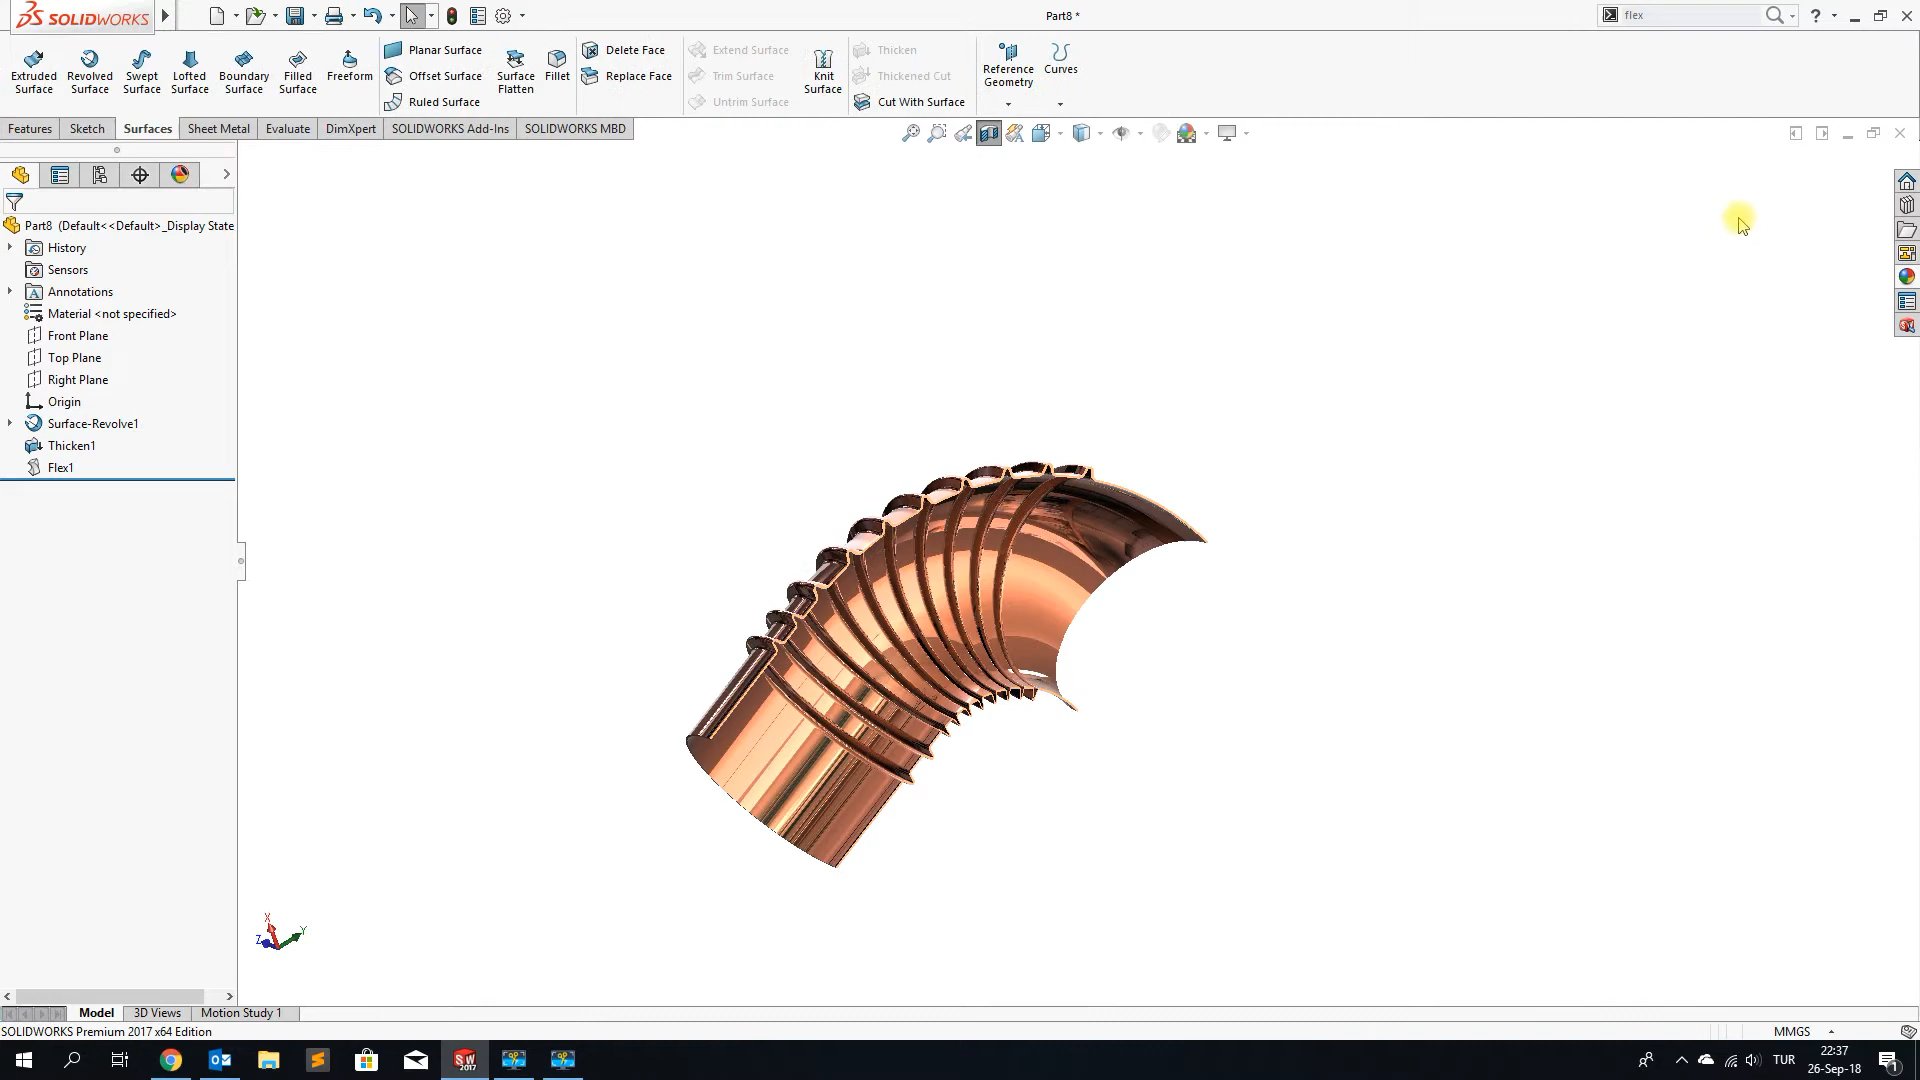 SOLIDWORKS
Part8 *
flex
Extruded Surface
Revolved Surface
Swept Surface
Lofted Surface
Boundary Surface
Filled Surface
Freeform
Planar Surface
Offset Surface
Ruled Surface
Surface Flatten
Fillet
Delete Face
Replace Face
Extend Surface
Trim Surface
Untrim Surface
Knit Surface
Thicken
Thickened Cut
Cut With Surface
Reference Geometry
Curves
Features
Sketch
Surfaces
Sheet Metal
Evaluate
DimXpert
SOLIDWORKS Add-Ins
SOLIDWORKS MBD
Part8 (Default<<Default>_Display State
History
Sensors
Annotations
Material <not specified>
Front Plane
Top Plane
Right Plane
Origin
Surface-Revolve1
Thicken1
Flex1
X
Y
Z
Model
3D Views
Motion Study 1
SOLIDWORKS Premium 2017 x64 Edition
MMGS
SW
2017
TUR
22:37
26-Sep-18
1